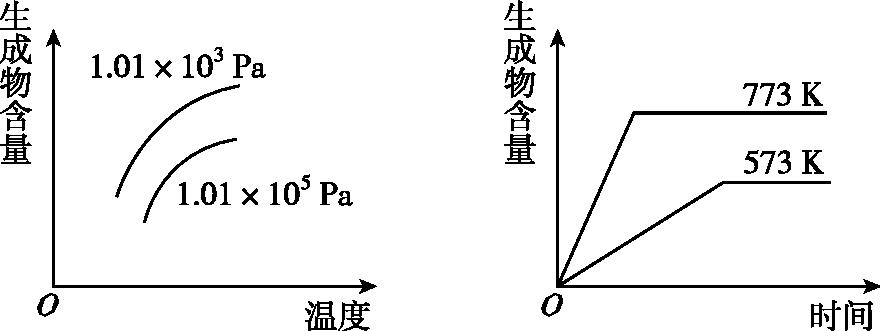 生成物含量
1.01 × 10³ Pa
1.01 × 10⁵ Pa
O
温度
生成物含量
773 K
573 K
O
时间